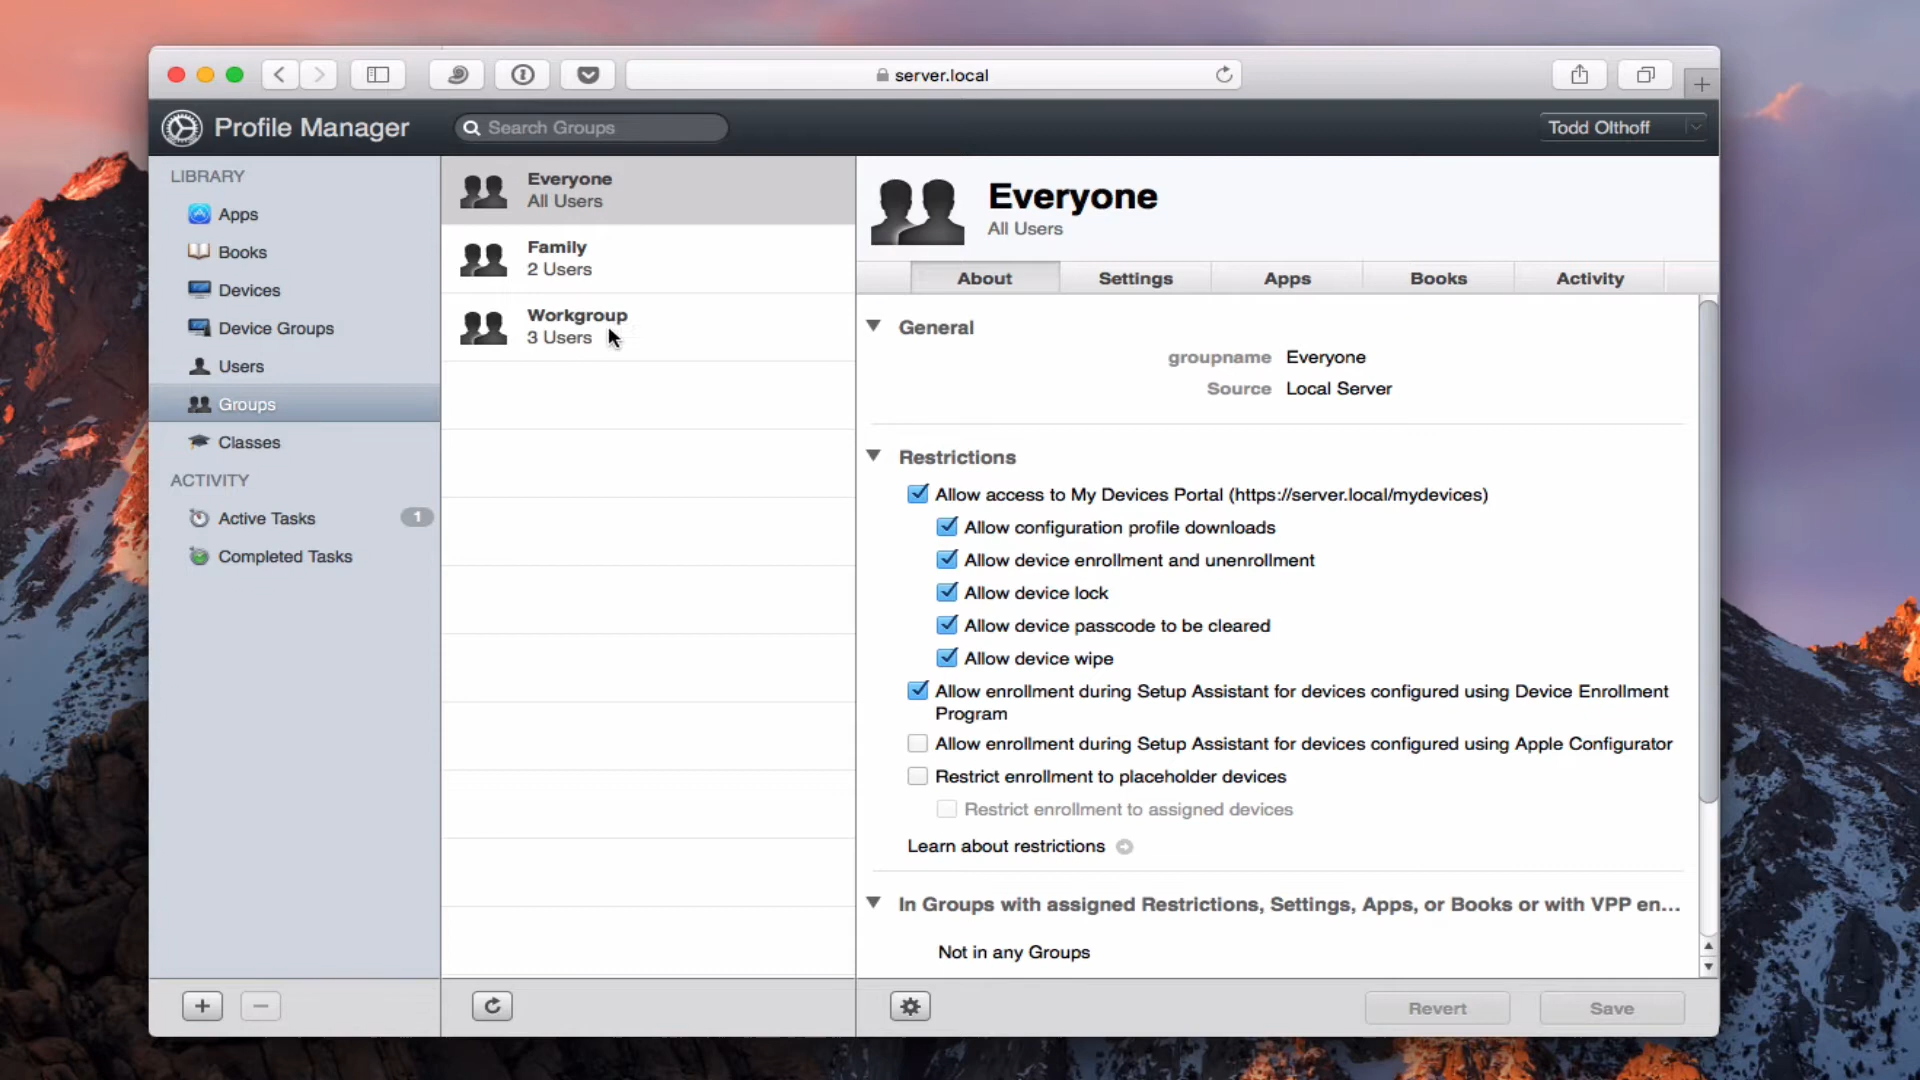 server.local
Profile Manager
Search Groups
Todd Olthoff
LIBRARY
Apps
Books
Devices
Device Groups
Users
Groups
Classes
ACTIVITY
Active Tasks
1
Completed Tasks
Everyone
All Users
Family
2 Users
Workgroup
3 Users
Everyone
All Users
About Settings Apps Books Activity
General
groupname Everyone
Source Local Server
Restrictions
Allow access to My Devices Portal (https://server.local/mydevices)
Allow configuration profile downloads
Allow device enrollment and unenrollment
Allow device lock
Allow device passcode to be cleared
Allow device wipe
Allow enrollment during Setup Assistant for devices configured using Device Enrollment
Program
Allow enrollment during Setup Assistant for devices configured using Apple Configurator
Restrict enrollment to placeholder devices
Restrict enrollment to assigned devices
Learn about restrictions
In Groups with assigned Restrictions, Settings, Apps, or Books or with VPP en...
Not in any Groups
Revert Save